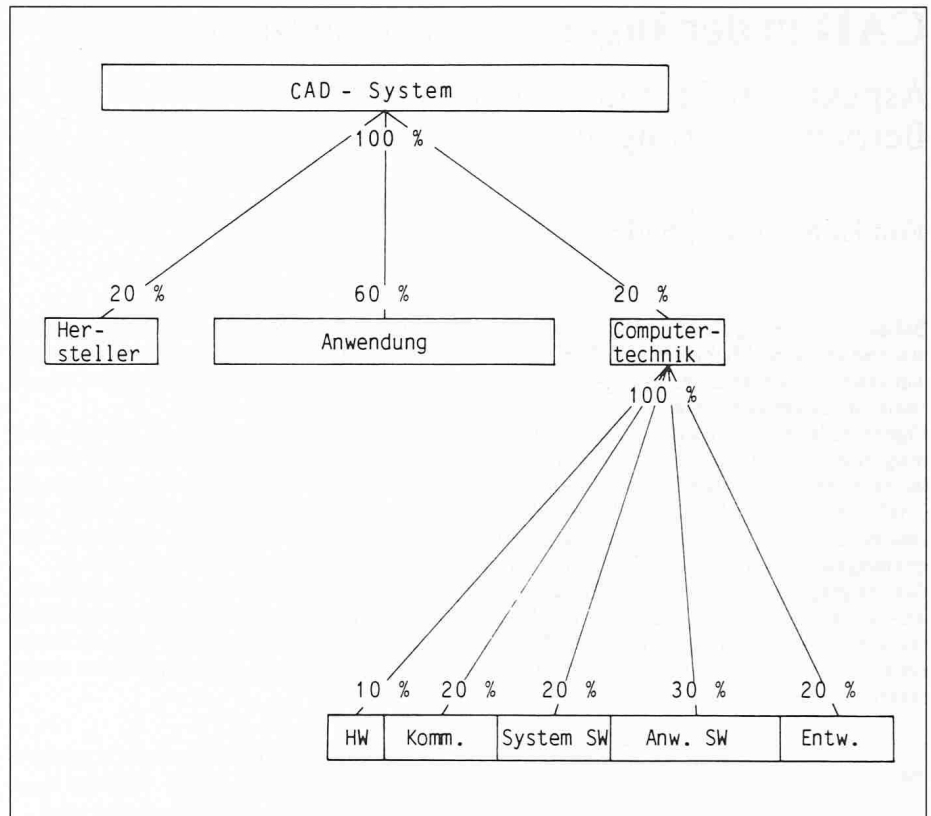 CAD - System
100 %
20 %
60 %
20 %
Her-
steller
Anwendung
Computer-
technik
100 %
10 %
20 %
20 %
30 %
20 %
HW
Komm.
System SW
Anw. SW
Entw.